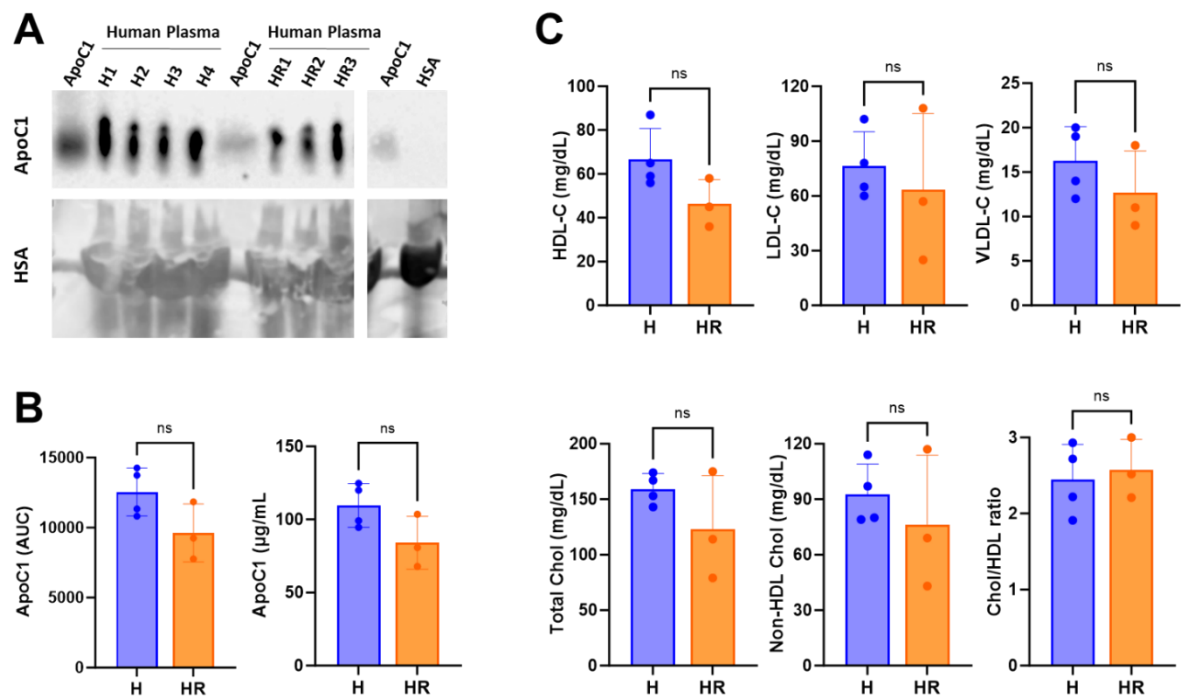 A
Human Plasma
Human Plasma
ApoC1
H1
H2
H3
H4
ApoC1
HR1
HR2
HR3
ApoC1
HSA
ApoC1
HSA
B
ns
15000
10000
5000
0
ApoC1 (AUC)
H
HR
ns
150
100
50
0
ApoC1 (µg/mL)
H
HR
C
ns
100
80
60
40
20
0
HDL-C (mg/dL)
H
HR
ns
120
90
60
30
0
LDL-C (mg/dL)
H
HR
ns
25
20
15
10
5
0
VLDL-C (mg/dL)
H
HR
ns
200
150
100
50
0
Total Chol (mg/dL)
H
HR
ns
120
90
60
30
0
Non-HDL Chol (mg/dL)
H
HR
ns
3
2
1
0
Chol/HDL ratio
H
HR